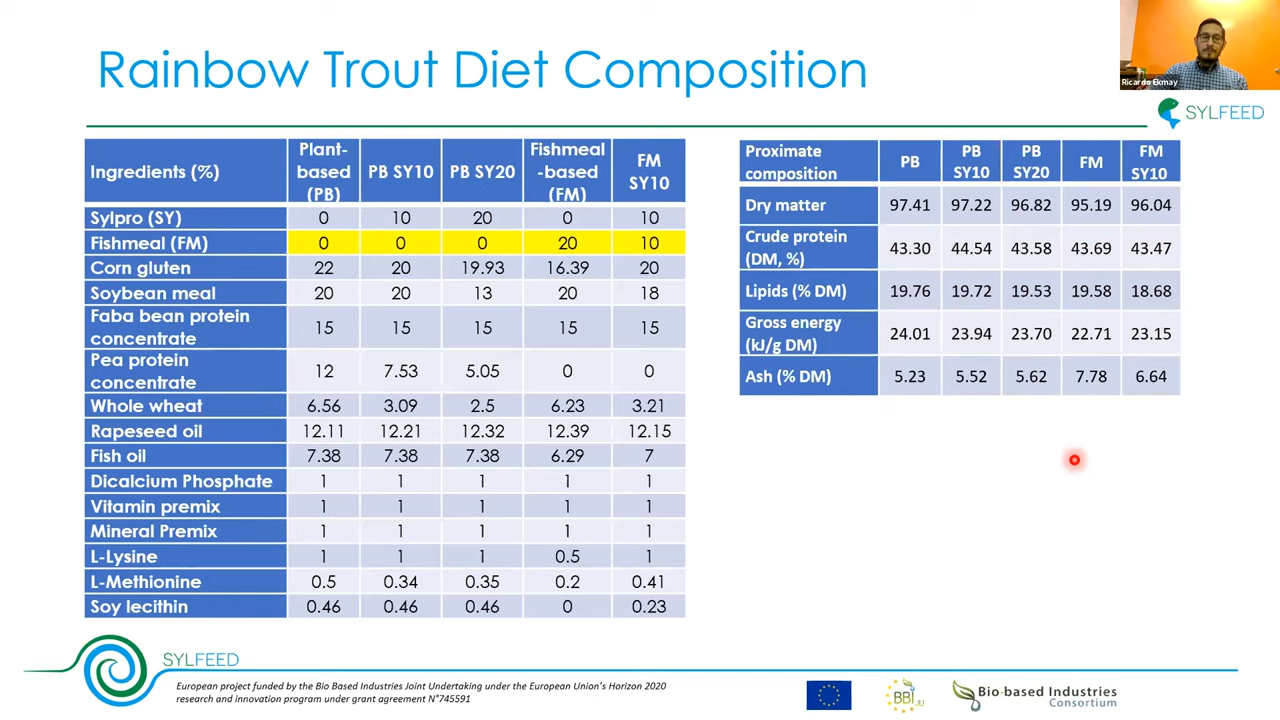 Rainbow Trout Diet Composition
Ricardo Ekmay
SYLFEED
Ingredients (%) Plant-based (PB) PB SY10 PB SY20 Fishmeal-based (FM) FM SY10
Sylpro (SY) 0 10 20 0 10
Fishmeal (FM) 0 0 0 20 10
Corn gluten 22 20 19.93 16.39 20
Soybean meal 20 20 13 20 18
Faba bean protein concentrate 15 15 15 15 15
Pea protein concentrate 12 7.53 5.05 0 0
Whole wheat 6.56 3.09 2.5 6.23 3.21
Rapeseed oil 12.11 12.21 12.32 12.39 12.15
Fish oil 7.38 7.38 7.38 6.29 7
Dicalcium Phosphate 1 1 1 1 1
Vitamin premix 1 1 1 1 1
Mineral Premix 1 1 1 1 1
L-Lysine 1 1 1 0.5 1
L-Methionine 0.5 0.34 0.35 0.2 0.41
Soy lecithin 0.46 0.46 0.46 0 0.23
Proximate composition PB PB SY10 PB SY20 FM FM SY10
Dry matter 97.41 97.22 96.82 95.19 96.04
Crude protein (DM, %) 43.30 44.54 43.58 43.69 43.47
Lipids (% DM) 19.76 19.72 19.53 19.58 18.68
Gross energy (kJ/g DM) 24.01 23.94 23.70 22.71 23.15
Ash (% DM) 5.23 5.52 5.62 7.78 6.64
SYLFEED
European project funded by the Bio Based Industries Joint Undertaking under the European Union's Horizon 2020
research and innovation program under grant agreement N°745591
BBI JU
Bio-based Industries
Consortium